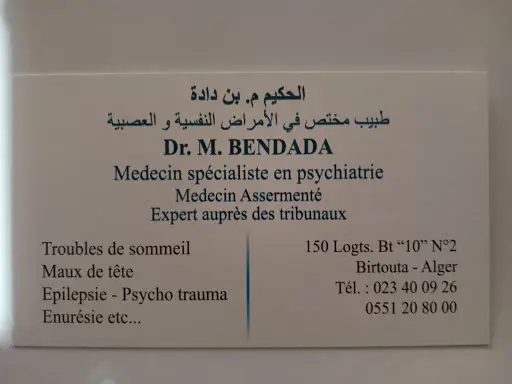 الحكيم م. بن دادة
طبيب مختص في الأمراض النفسية و العصبية
Dr. M. BENDADA
Medecin spécialiste en psychiatrie
Medecin Assermenté
Expert auprès des tribunaux
Troubles de sommeil
Maux de tête
Epilepsie - Psycho trauma
Enurésie etc...
150 Logts. Bt “10” N°2
Birtouta - Alger
Tél. : 023 40 09 26
0551 20 80 00